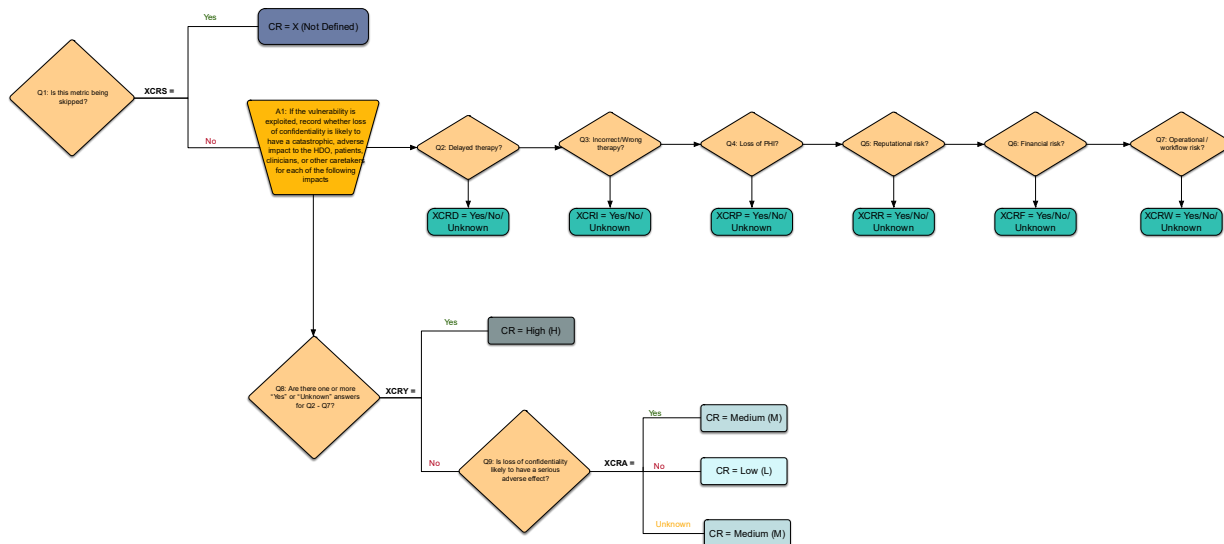 Yes
CR = X (Not Defined)
Q1: Is this metric being
skipped?
XCRS =
No
A1: If the vulnerability is
exploited, record whether loss
of confidentiality is likely to
have a catastrophic, adverse
impact to the HDO, patients,
clinicians, or other caretakers
for each of the following
impacts
Q2: Delayed therapy?
Q3: Incorrect/Wrong
therapy?
Q4: Loss of PHI?
Q5: Reputational risk?
Q6: Financial risk?
Q7: Operational /
workflow risk?
XCRD = Yes/No/
Unknown
XCRI = Yes/No/
Unknown
XCRP = Yes/No/
Unknown
XCRR = Yes/No/
Unknown
XCRF = Yes/No/
Unknown
XCRW = Yes/No/
Unknown
Yes
CR = High (H)
Q8: Are there one or more
“Yes” or “Unknown” answers
for Q2 - Q7?
XCRY =
No
Q9: Is loss of confidentiality
likely to have a serious
adverse effect?
XCRA =
Yes
CR = Medium (M)
No
CR = Low (L)
Unknown
CR = Medium (M)